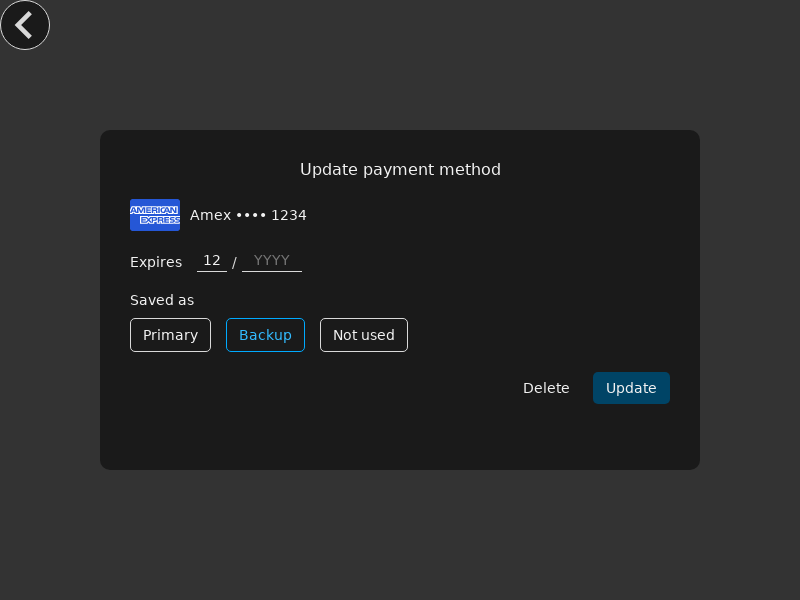 Update payment method
AMERICAN
EXPRESS
Amex •••• 1234
Expires 12 / YYYY
Saved as
Primary Backup Not used
Delete Update